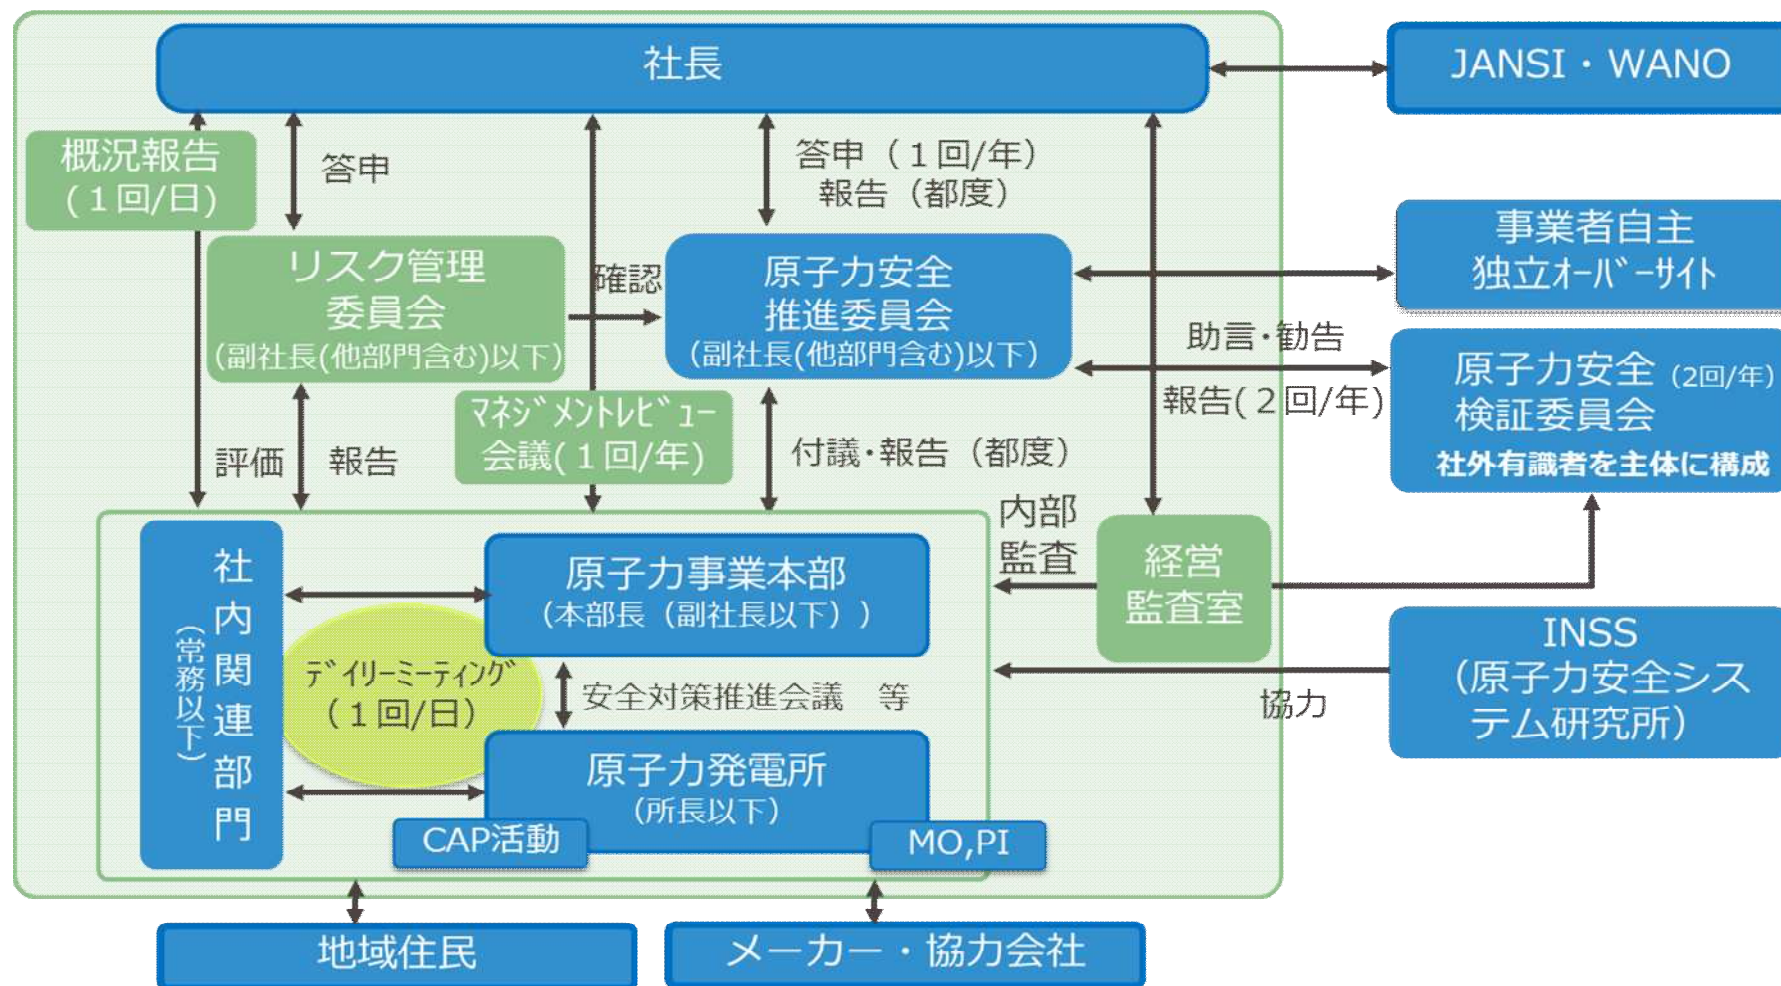 社長
JANSI・WANO
概況報告
(１回/日)
答申
答申（１回/年）
報告（都度）
リスク管理
委員会
(副社長(他部門含む)以下)
確認
原子力安全
推進委員会
(副社長(他部門含む)以下)
事業者自主
独立ｵｰﾊﾞｰｻｲﾄ
助言･勧告
報告(２回/年)
原子力安全（2回/年）
検証委員会
社外有識者を主体に構成
ﾏﾈｼﾞﾒﾝﾄﾚﾋﾞｭｰ
会議(１回/年)
評価
報告
付議･報告（都度）
内部
監査
経営
監査室
社内関連部門
（常務以下）
原子力事業本部
（本部長（副社長以下））
ﾃﾞｲﾘｰﾐｰﾃｨﾝｸﾞ
（１回/日）
安全対策推進会議　等
原子力発電所
（所長以下）
CAP活動
MO,PI
INSS
（原子力安全シス
テム研究所）
協力
地域住民
メーカー・協力会社